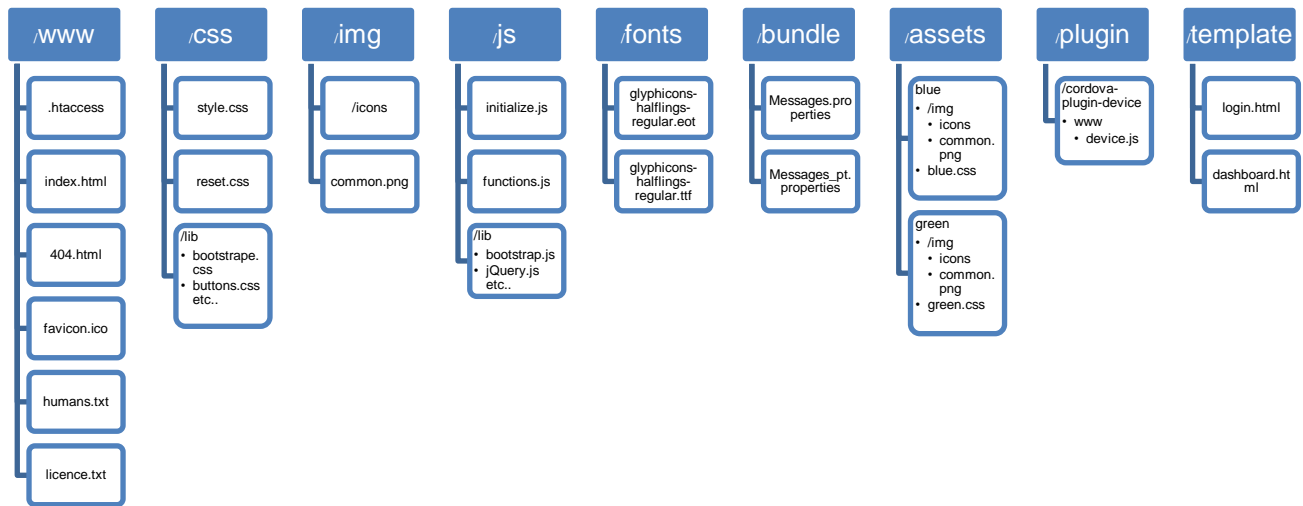 /www
.htaccess
index.html
404.html
favicon.ico
humans.txt
licence.txt
/css
style.css
reset.css
/lib
• bootstrape.
css
• buttons.css
etc..
/img
/icons
common.png
/js
initialize.js
functions.js
/lib
• bootstrap.js
• jQuery.js
etc..
/fonts
glyphicons-
halflings-
regular.eot
glyphicons-
halflings-
regular.ttf
/bundle
Messages.pro
perties
Messages_pt.
properties
/assets
blue
• /img
• icons
• common.
png
• blue.css
green
• /img
• icons
• common.
png
• green.css
/plugin
/cordova-
plugin-device
• www
• device.js
/template
login.html
dashboard.ht
ml